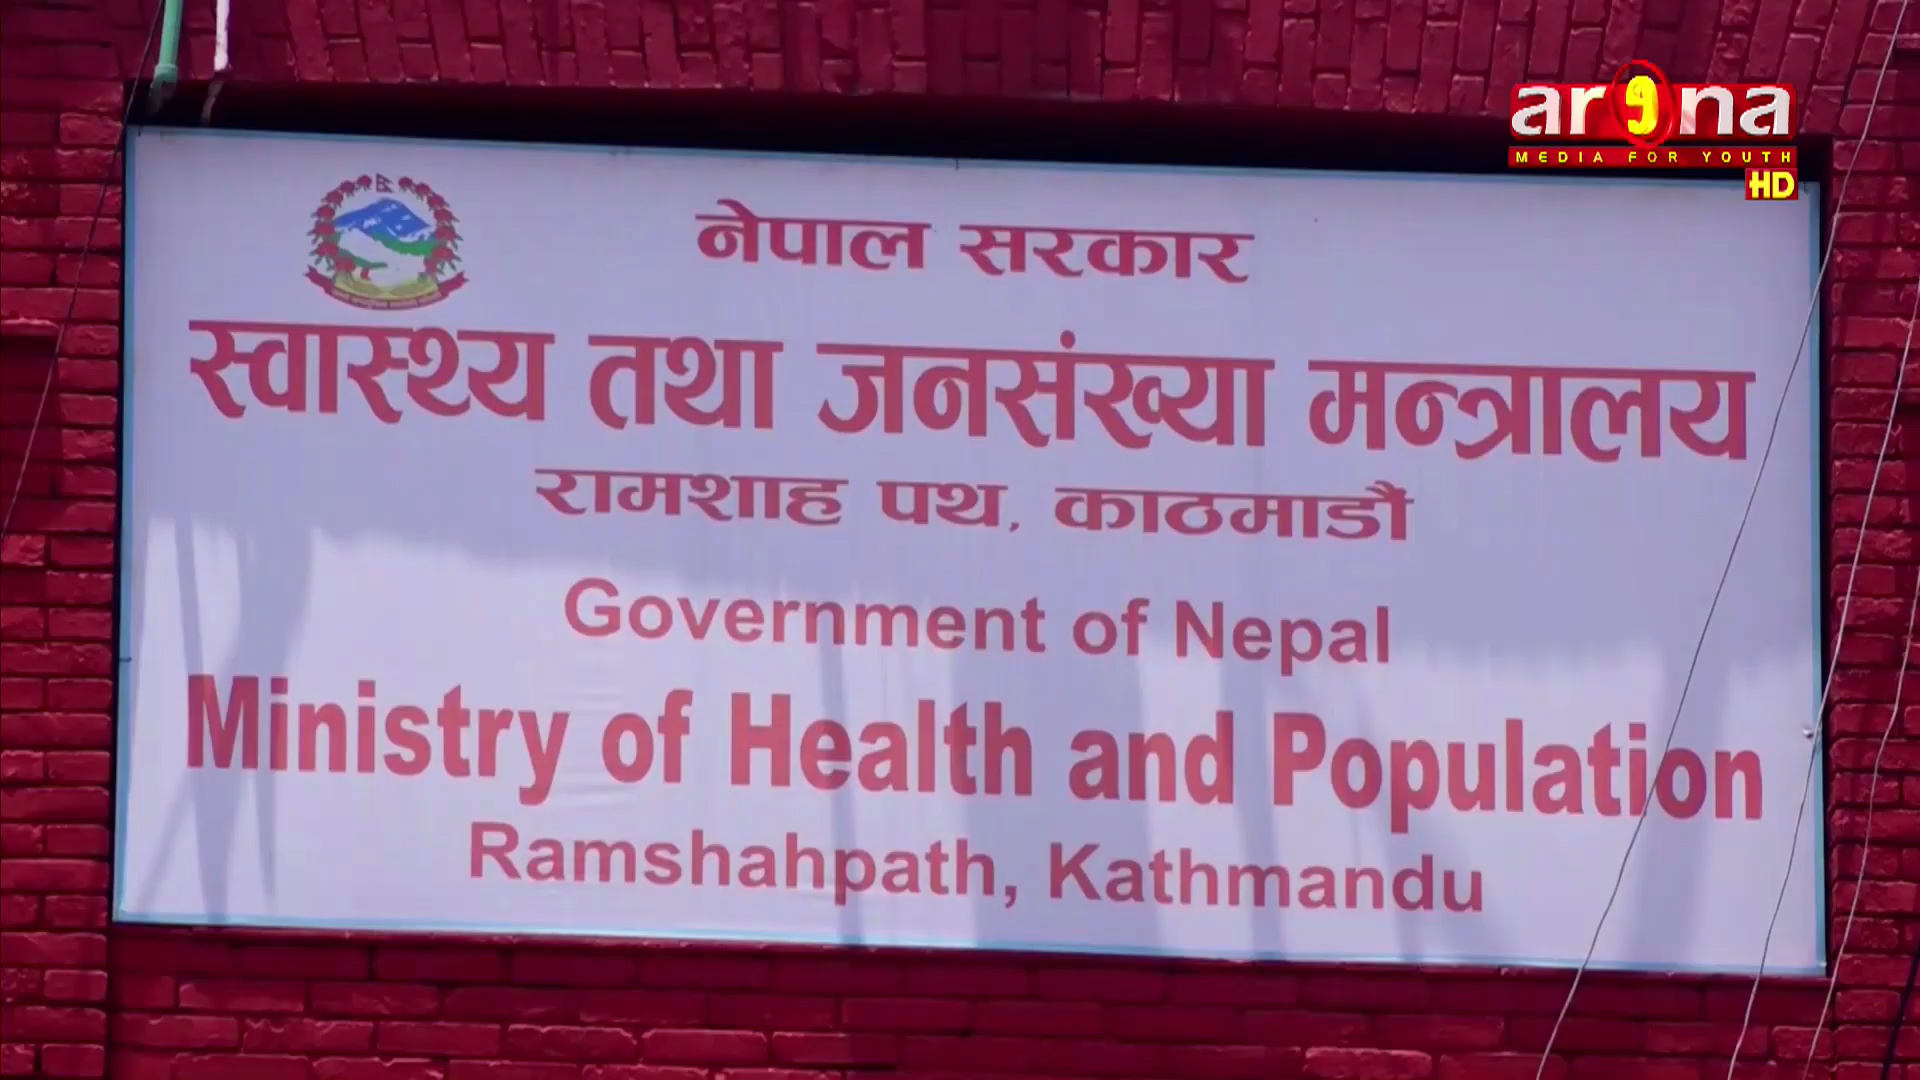 arena
MEDIA FOR YOUTH
HD
नेपाल सरकार
स्वास्थ्य तथा जनसंख्या मन्त्रालय
रामशाह पथ, काठमाडौं
Government of Nepal
Ministry of Health and Population
Ramshahpath, Kathmandu